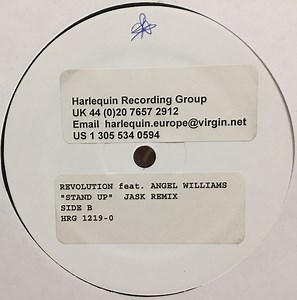 Harlequin Recording Group
UK 44 (0)20 7657 2912
Email harlequin.europe@virgin.net
US 1 305 534 0594
REVOLUTION feat. ANGEL WILLIAMS
"STAND UP" JASK REMIX
SIDE B
HRG 1219-0